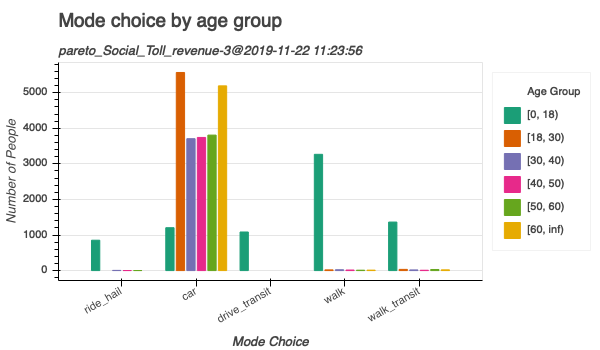 Mode choice by age group
pareto_Social_Toll_revenue-3@2019-11-22 11:23:56
Number of People
5000
4000
3000
2000
1000
0
ride_hail
car
drive_transit
walk
walk_transit
Mode Choice
Age Group
[0, 18)
[18, 30)
[30, 40)
[40, 50)
[50, 60)
[60, inf)